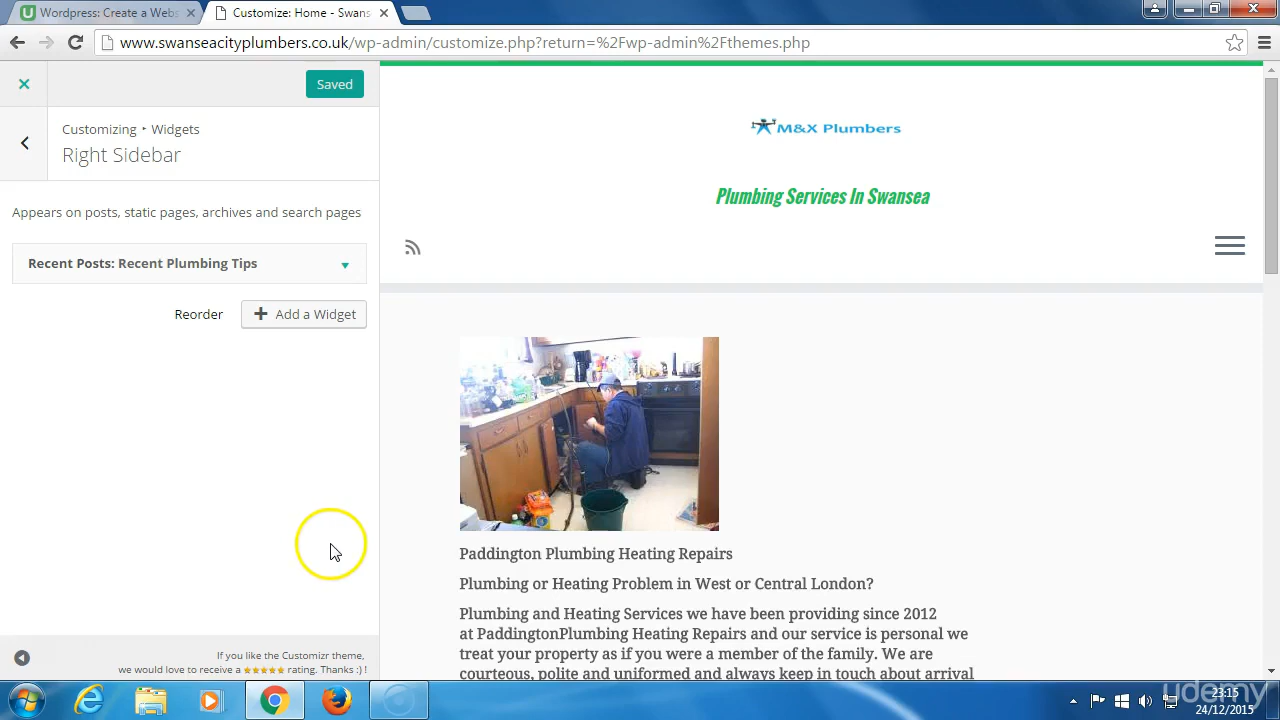 Wordpress: Create a Webs
Customize: Home - Swans
www.swanseacityplumbers.co.uk/wp-admin/customize.php?return=%2Fwp-admin%2Fthemes.php
Saved
Customizing ‣ Widgets
Right Sidebar
Appears on posts, static pages, archives and search pages
Recent Posts: Recent Plumbing Tips
Reorder
Add a Widget
If you like the Customizr theme,
we would love to receive a ★★★★★ rating. Thanks :) !
M&X Plumbers
Plumbing Services In Swansea
Paddington Plumbing Heating Repairs
Plumbing or Heating Problem in West or Central London?
Plumbing and Heating Services we have been providing since 2012
at PaddingtonPlumbing Heating Repairs and our service is personal we
treat your property as if you were a member of the family. We are
courteous, polite and uniformed and always keep in touch about arrival
udemy
23:15
24/12/2015